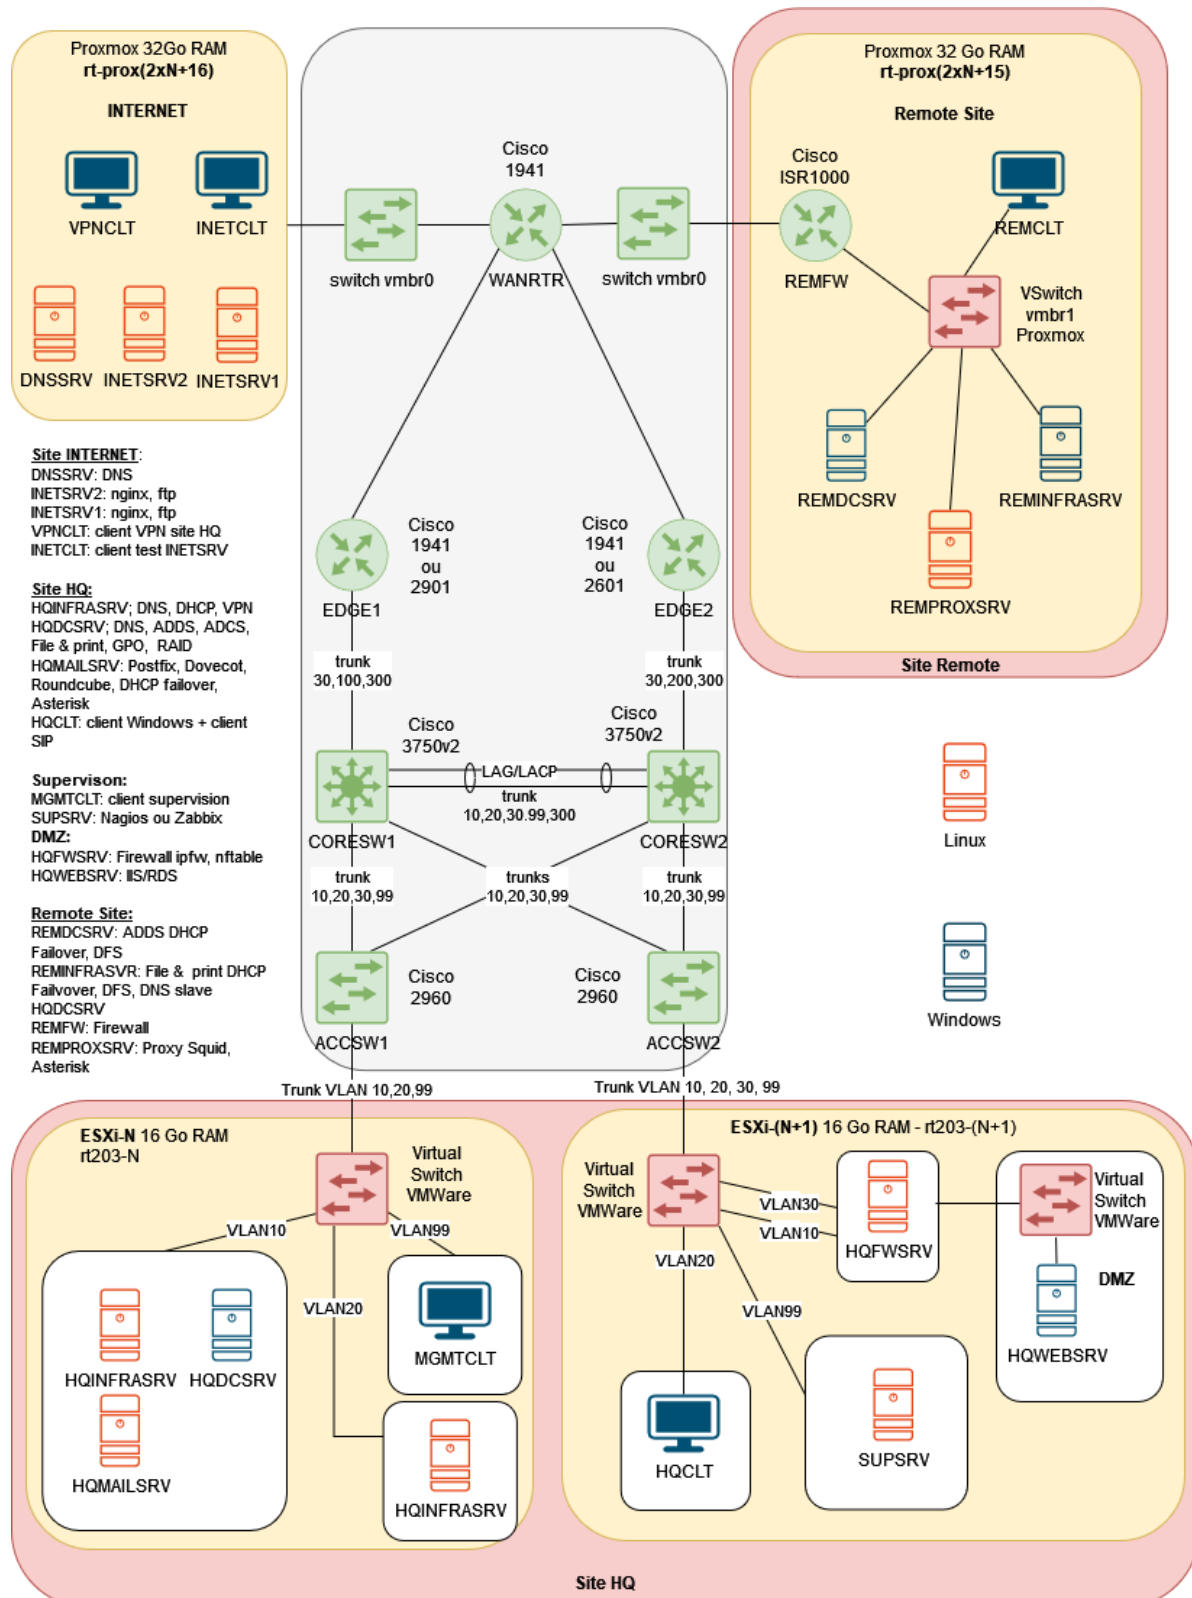 Proxmox 32Go RAM
rt-prox(2xN+16)
INTERNET
VPNCLT
INETCLT
DNSSRV
INETSRV2
INETSRV1
switch vmbr0
Cisco
1941
WANRTR
switch vmbr0
Proxmox 32 Go RAM
rt-prox(2xN+15)
Remote Site
Cisco
ISR1000
REMFW
REMCLT
VSwitch
vmbr1
Proxmox
REMDCSRV
REMINFRASRV
REMPROXSRV
Site Remote
Site INTERNET:
DNSSRV: DNS
INETSRV2: nginx, ftp
INETSRV1: nginx, ftp
VPNCLT: client VPN site HQ
INETCLT: client test INETSRV
Site HQ:
HQINFRASRV; DNS, DHCP, VPN
HQDCSRV; DNS, ADDS, ADCS,
File & print, GPO, RAID
HQMAILSRV: Postfix, Dovecot,
Roundcube, DHCP failover,
Asterisk
HQCLT: client Windows + client
SIP
Supervison:
MGMTCLT: client supervision
SUPSRV: Nagios ou Zabbix
DMZ:
HQFWSRV: Firewall ipfw, nftable
HQWEBSRV: IIS/RDS
Remote Site:
REMDCSRV: ADDS DHCP
Failover, DFS
REMINFRASVR: File & print DHCP
Failvover, DFS, DNS slave
HQDCSRV
REMFW: Firewall
REMPROXSRV: Proxy Squid,
Asterisk
Cisco
1941
ou
2901
EDGE1
Cisco
1941
ou
2601
EDGE2
trunk
30,100,300
trunk
30,200,300
Cisco
3750v2
Cisco
3750v2
LAG/LACP
trunk
10,20,30.99,300
CORESW1
CORESW2
trunk
10,20,30,99
trunks
10,20,30,99
trunk
10,20,30,99
Cisco
2960
Cisco
2960
ACCSW1
ACCSW2
Linux
Windows
Trunk VLAN 10,20,99
Trunk VLAN 10, 20, 30, 99
ESXi-N 16 Go RAM
rt203-N
Virtual
Switch
VMWare
VLAN10
VLAN99
VLAN20
HQINFRASRV
HQDCSRV
HQMAILSRV
MGMTCLT
HQINFRASRV
ESXi-(N+1) 16 Go RAM - rt203-(N+1)
Virtual
Switch
VMWare
VLAN30
VLAN10
VLAN20
VLAN99
HQFWSRV
Virtual
Switch
VMWare
DMZ
HQWEBSRV
HQCLT
SUPSRV
Site HQ